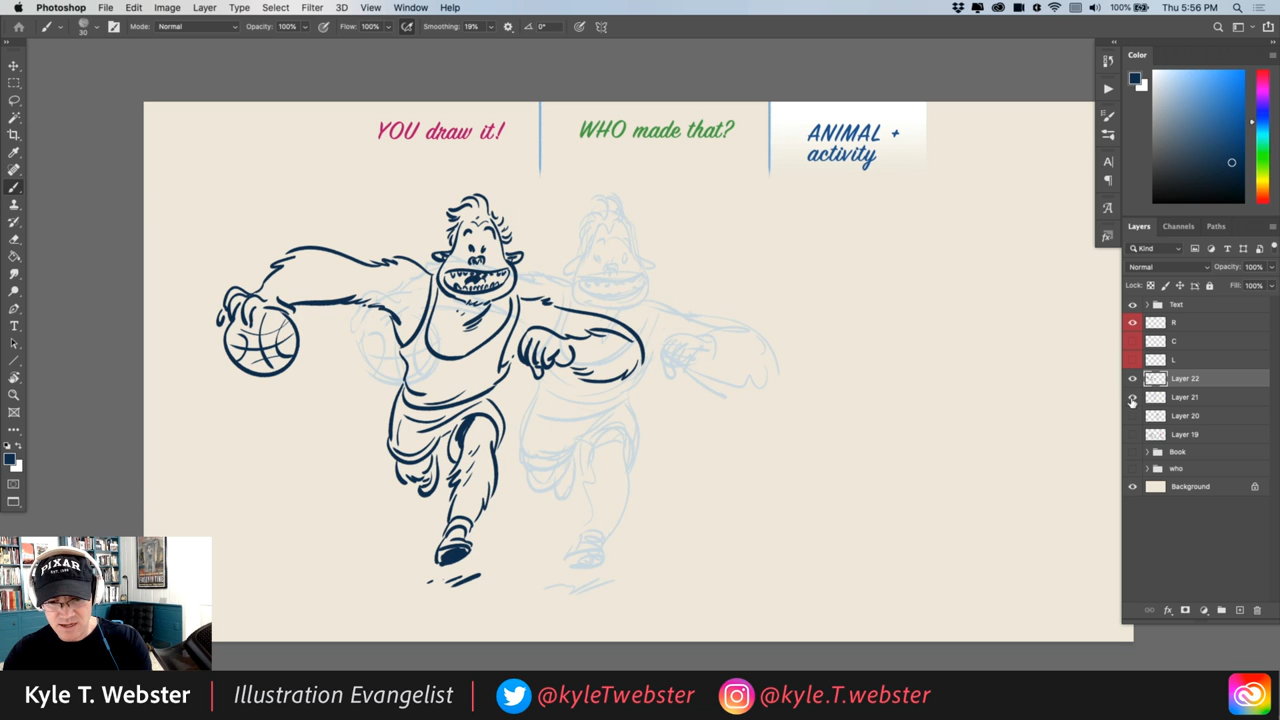 Photoshop File Edit Image Layer Type Select Filter 3D View Window Help
100% Thu 5:56 PM
30 Mode: Normal Opacity: 100% Flow: 100% Smoothing: 19% 0°
YOU draw it!
WHO made that?
ANIMAL +
activity
Color
Layers Channels Paths
Kind
Normal Opacity: 100%
Lock: Fill: 100%
Text
R
C
L
Layer 22
Layer 21
Layer 20
Layer 19
Book
who
Background
PIXAR
Kyle T. Webster | Illustration Evangelist @kyleTwebster @kyle.T.webster